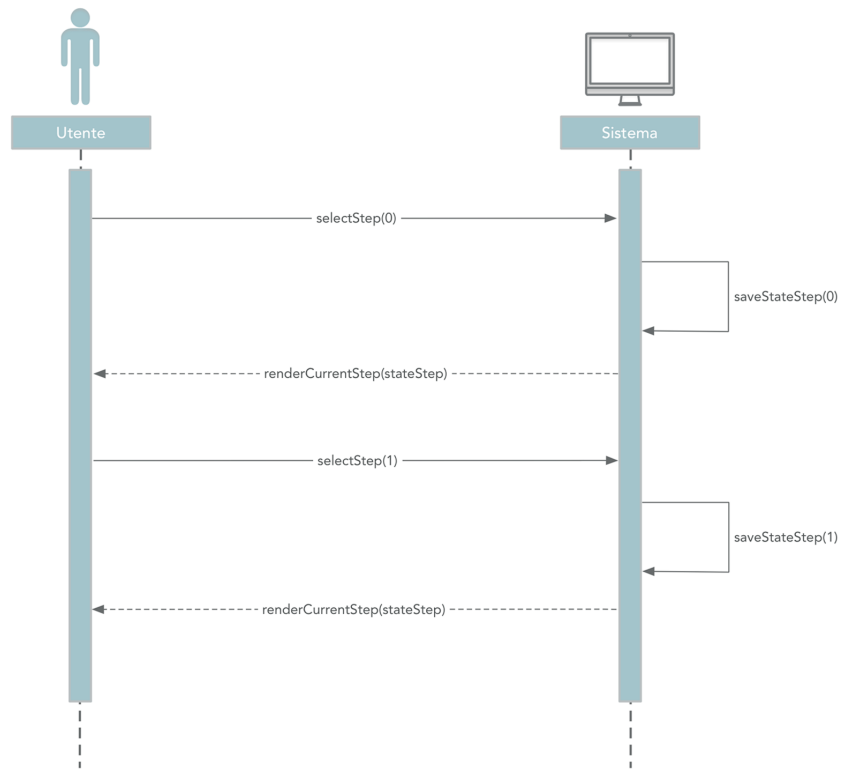 Utente
Sistema
selectStep(0)
saveStateStep(0)
renderCurrentStep(stateStep)
selectStep(1)
saveStateStep(1)
renderCurrentStep(stateStep)